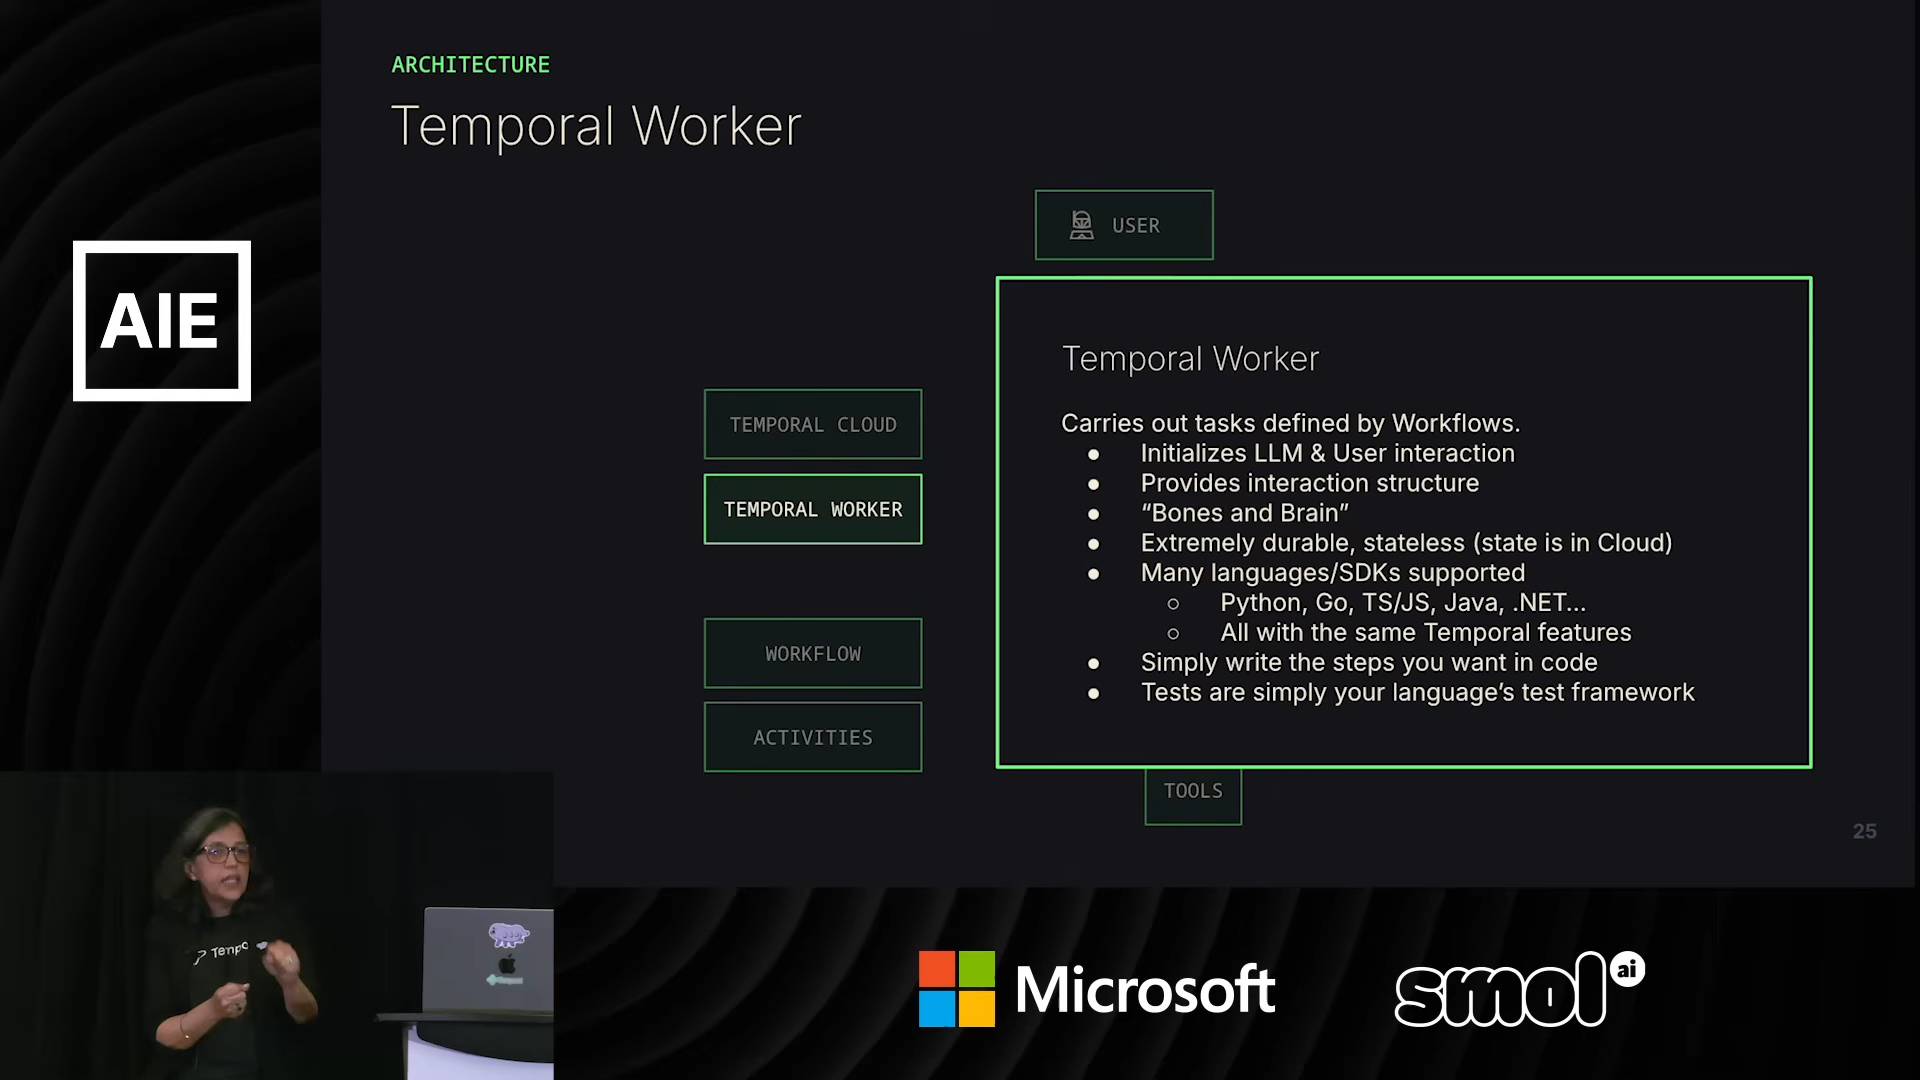 ARCHITECTURE
Temporal Worker
AIE
USER
Temporal Worker
Carries out tasks defined by Workflows.
● Initializes LLM & User interaction
● Provides interaction structure
● “Bones and Brain”
● Extremely durable, stateless (state is in Cloud)
● Many languages/SDKs supported
○ Python, Go, TS/JS, Java, .NET...
○ All with the same Temporal features
● Simply write the steps you want in code
● Tests are simply your language’s test framework
TEMPORAL CLOUD
TEMPORAL WORKER
WORKFLOW
ACTIVITIES
TOOLS
25
Tempo
Microsoft
smol ai